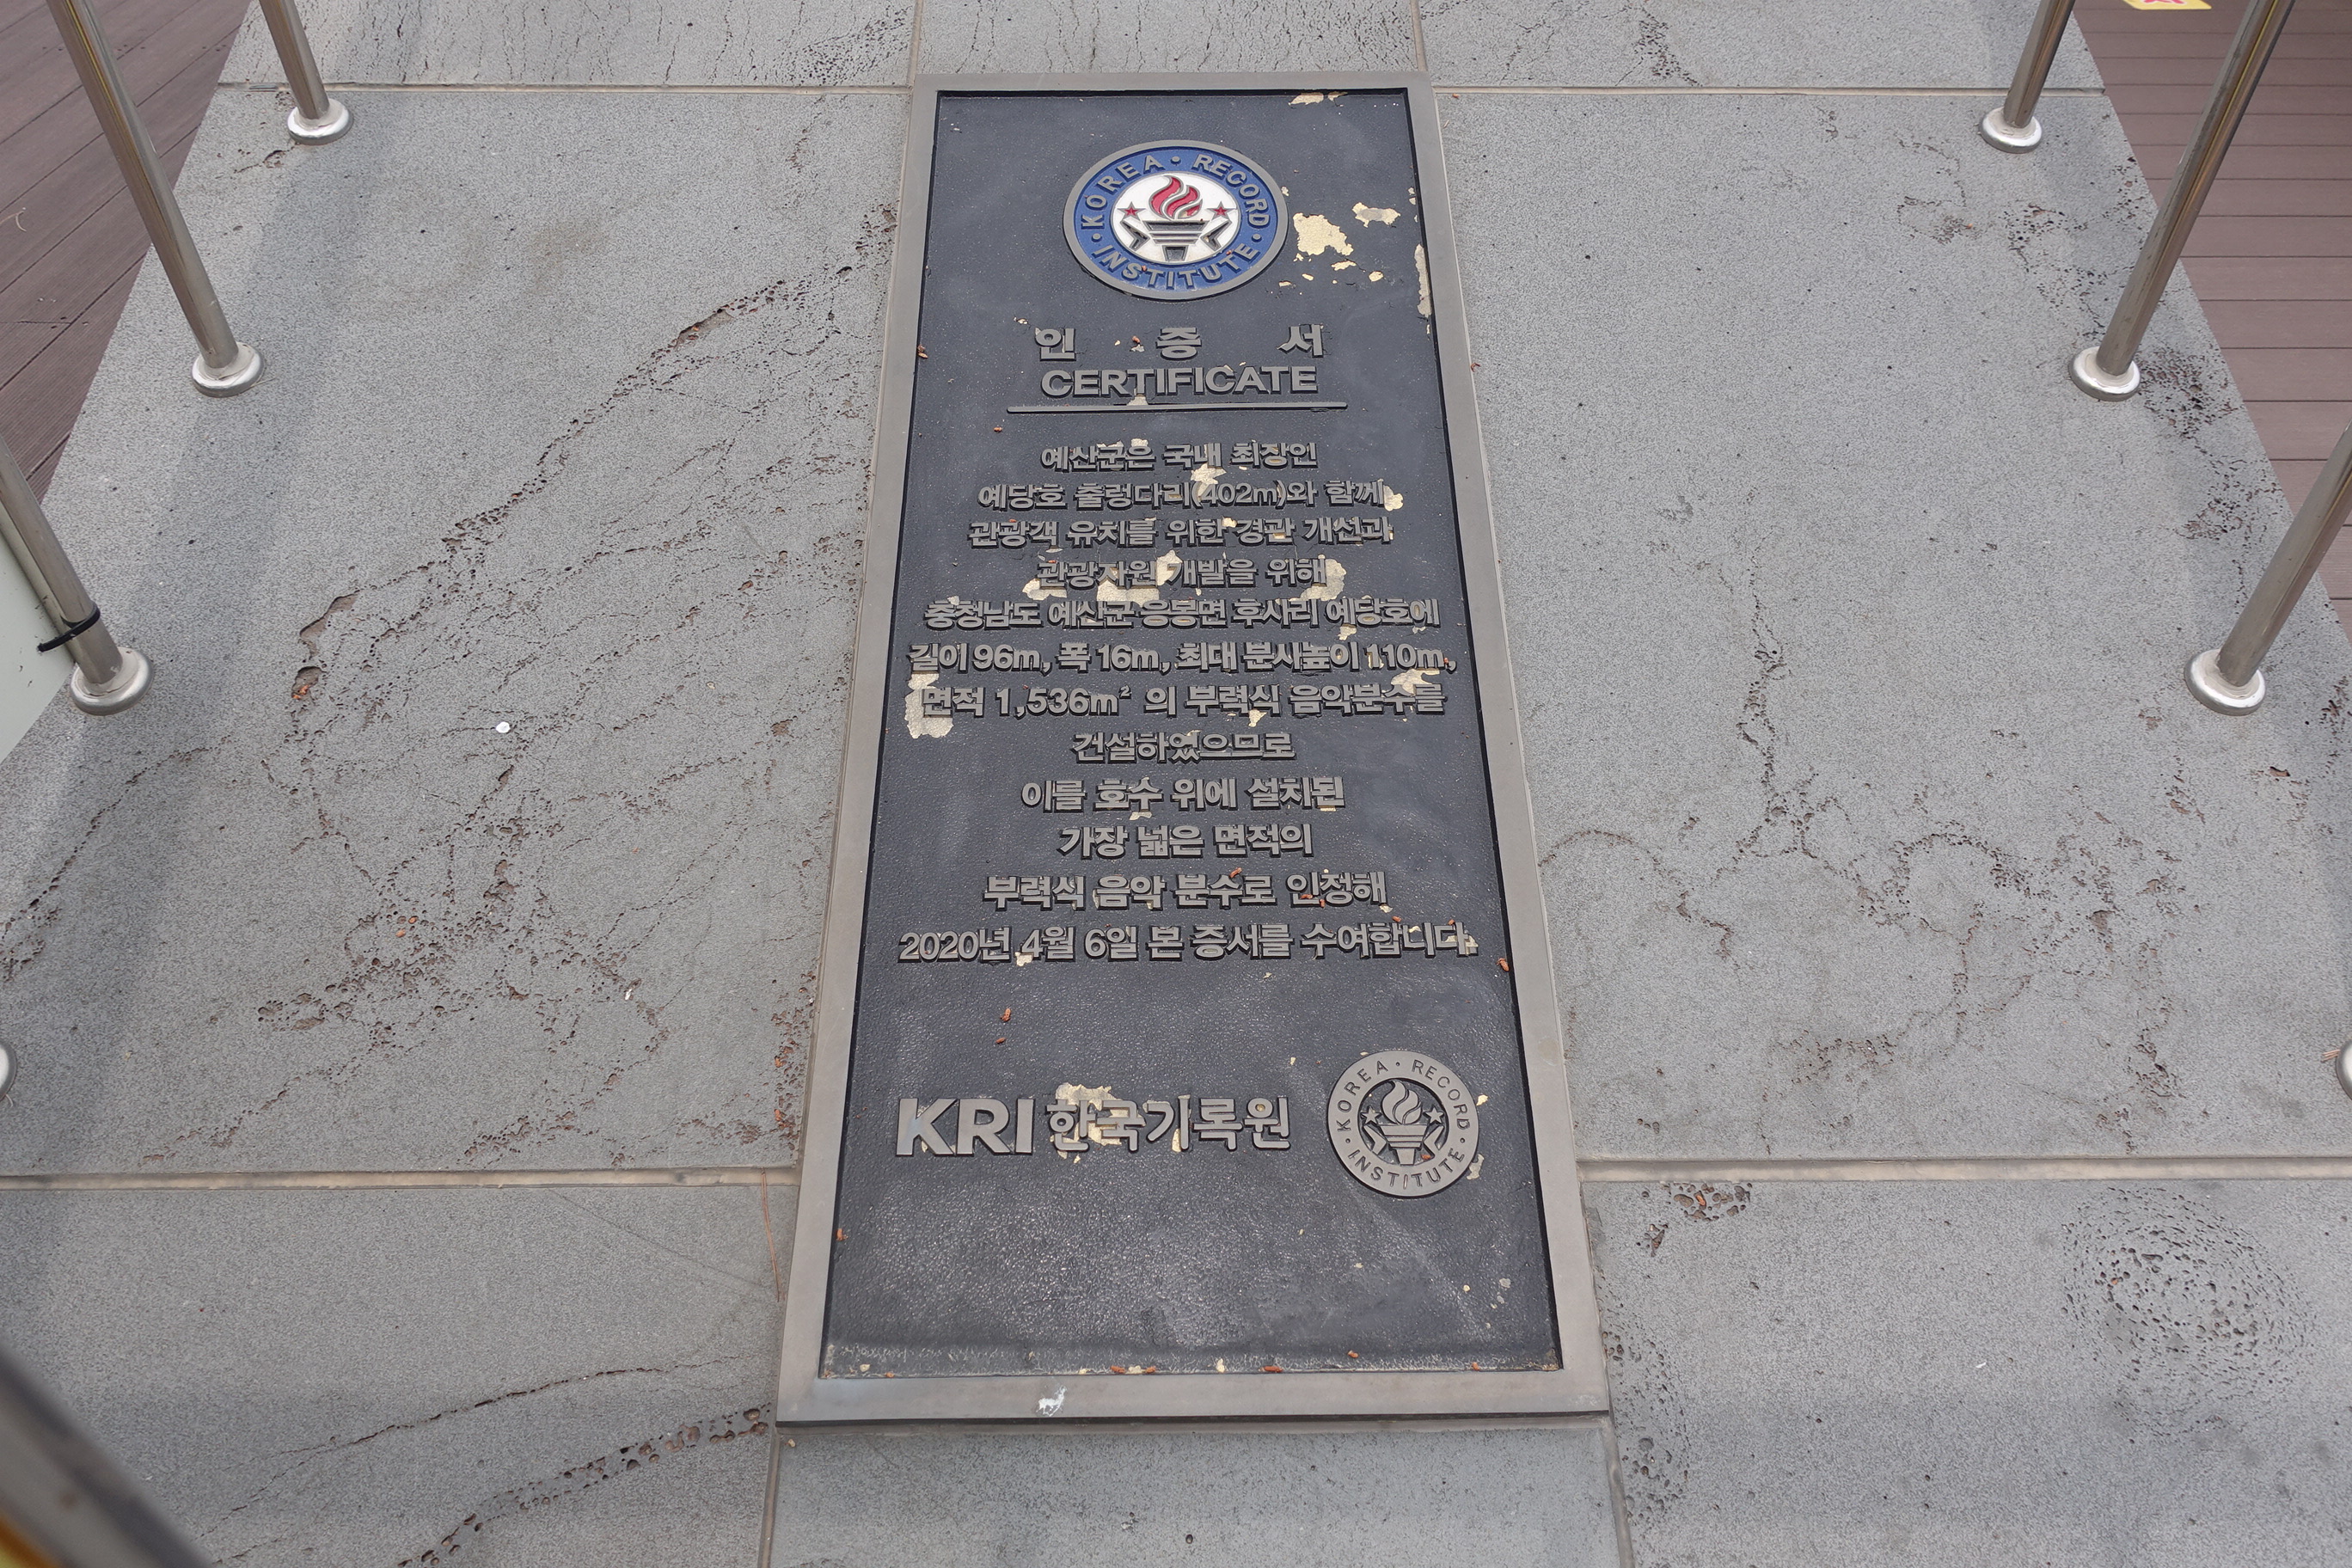 KOREA · RECORD · INSTITUTE ·
인 증 서
CERTIFICATE
예산군은 국내 최장인
예당호 출렁다리(402m)와 함께
관광객 유치를 위한 경관 개선과
관광자원 개발을 위해
충청남도 예산군 응봉면 후사리 예당호에
길이 96m, 폭 16m, 최대 분사높이 110m,
면적 1,536m² 의 부력식 음악분수를
건설하였으므로
이를 호수 위에 설치된
가장 넓은 면적의
부력식 음악 분수로 인정해
2020년 4월 6일 본 증서를 수여합니다.
KRI 한국기록원
KOREA · RECORD · INSTITUTE ·